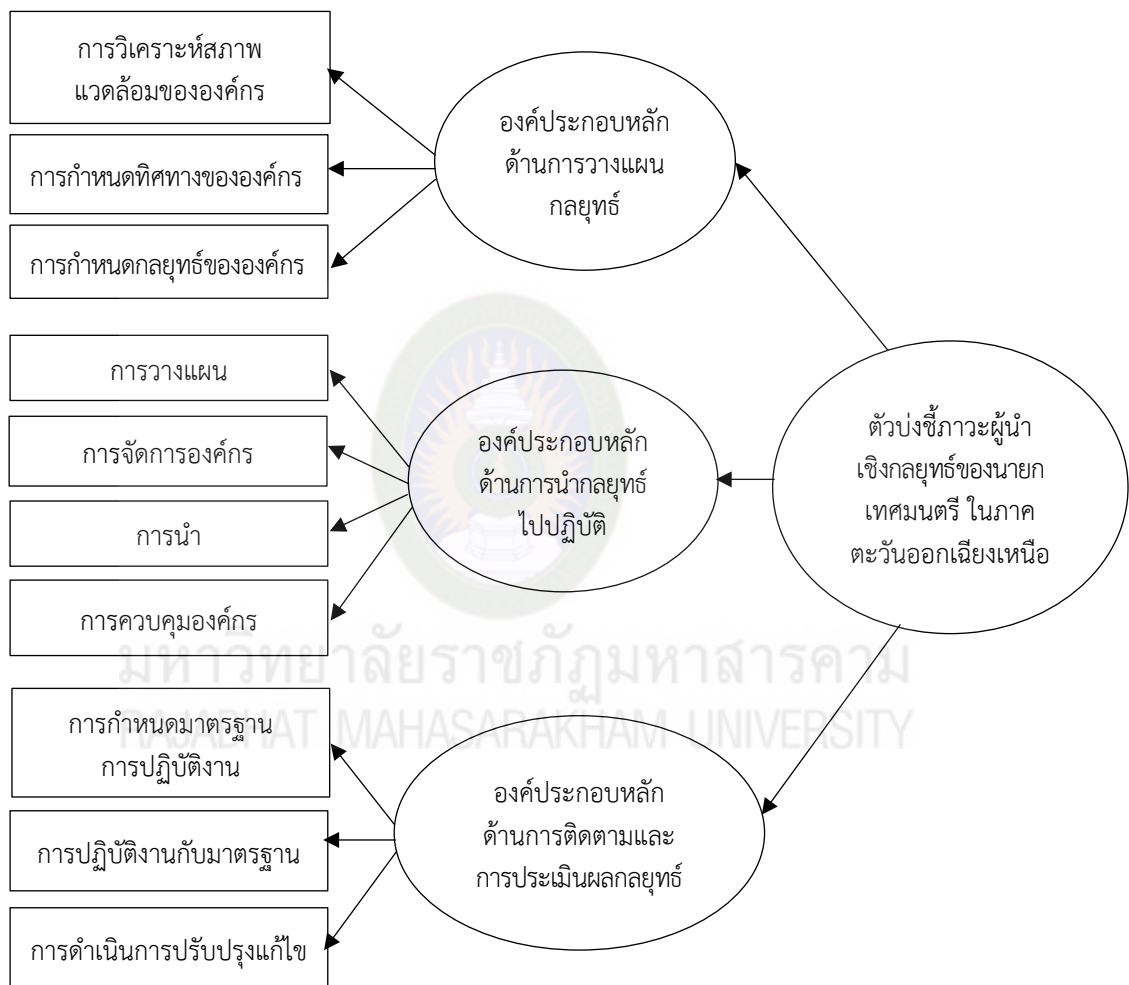 การวิเคราะห์สภาพ
แวดล้อมขององค์กร
การกำหนดทิศทางขององค์กร
การกำหนดกลยุทธ์ขององค์กร
องค์ประกอบหลัก
ด้านการวางแผน
กลยุทธ์
การวางแผน
การจัดการองค์กร
การนำ
การควบคุมองค์กร
องค์ประกอบหลัก
ด้านการนำกลยุทธ์
ไปปฏิบัติ
ตัวบ่งชี้ภาวะผู้นำ
เชิงกลยุทธ์ของนายก
เทศมนตรี ในภาค
ตะวันออกเฉียงเหนือ
มหาวิทยาลัยราชภัฏมหาสารคาม
RAJABHAT MAHASARAKHAM UNIVERSITY
การกำหนดมาตรฐาน
การปฏิบัติงาน
การปฏิบัติงานกับมาตรฐาน
การดำเนินการปรับปรุงแก้ไข
องค์ประกอบหลัก
ด้านการติดตามและ
การประเมินผลกลยุทธ์